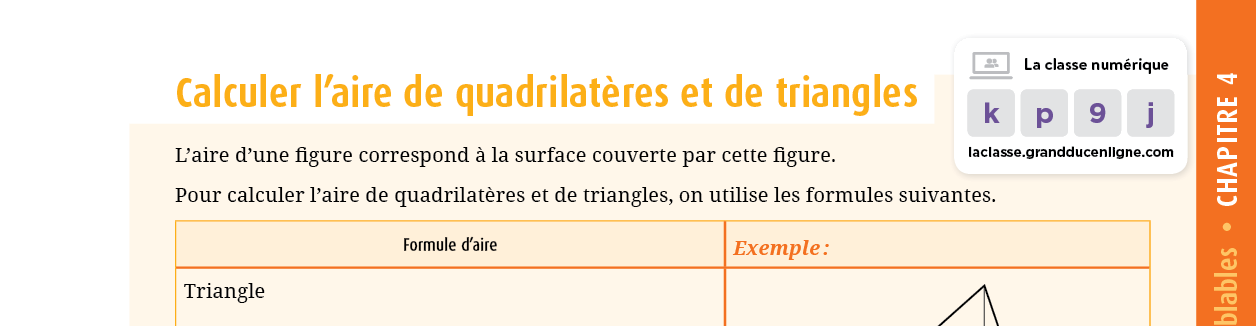 Calculer l’aire de quadrilatères et de triangles
La classe numérique
k p 9 j
laclasse.grandducenligne.com
L’aire d’une figure correspond à la surface couverte par cette figure.
Pour calculer l’aire de quadrilatères et de triangles, on utilise les formules suivantes.
Formule d’aire
Exemple :
Triangle
• CHAPITRE 4